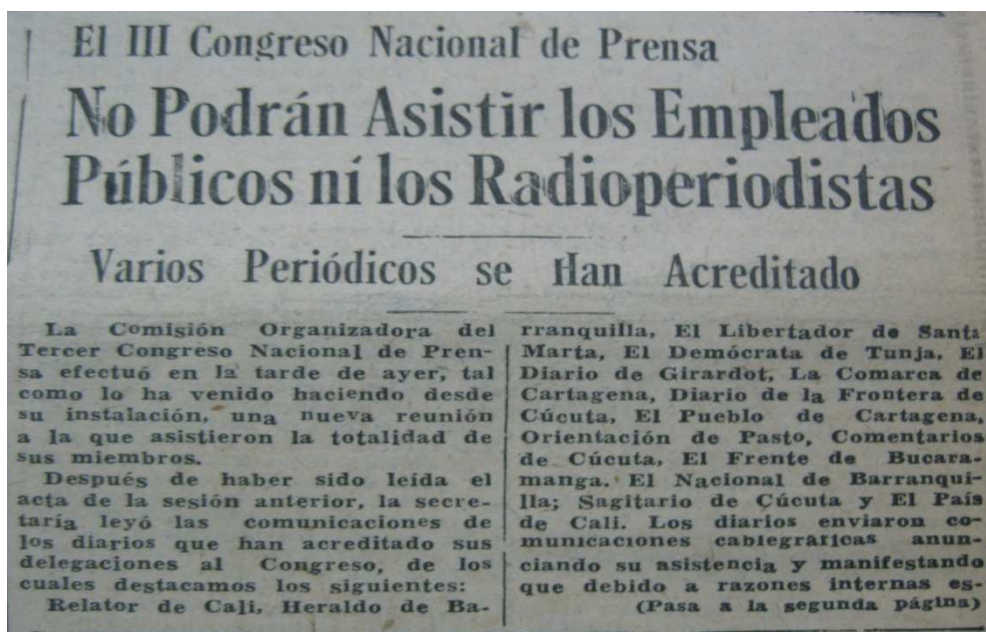 El III Congreso Nacional de Prensa
No Podrán Asistir los Empleados
Públicos ni los Radioperiodistas
Varios Periódicos se Han Acreditado
La Comisión Organizadora del
Tercer Congreso Nacional de Pren-
sa efectuó en la tarde de ayer, tal
como lo ha venido haciendo desde
su instalación, una nueva reunión
a la que asistieron la totalidad de
sus miembros.
Después de haber sido leída el
acta de la sesión anterior, la secre-
taría leyó las comunicaciones de
los diarios que han acreditado sus
delegaciones al Congreso, de los
cuales destacamos los siguientes:
Relator de Cali, Heraldo de Ba-
rranquilla, El Libertador de Santa
Marta, El Demócrata de Tunja, El
Diario de Girardot, La Comarca de
Cartagena, Diario de la Frontera de
Cúcuta, El Pueblo de Cartagena,
Orientación de Pasto, Comentarios
de Cúcuta, El Frente de Bucara-
manga. El Nacional de Barranqui-
lla; Sagitario de Cúcuta y El País
de Cali. Los diarios enviaron co-
municaciones cablegráficas anun-
ciando su asistencia y manifestando
que debido a razones internas es-
(Pasa a la segunda página)